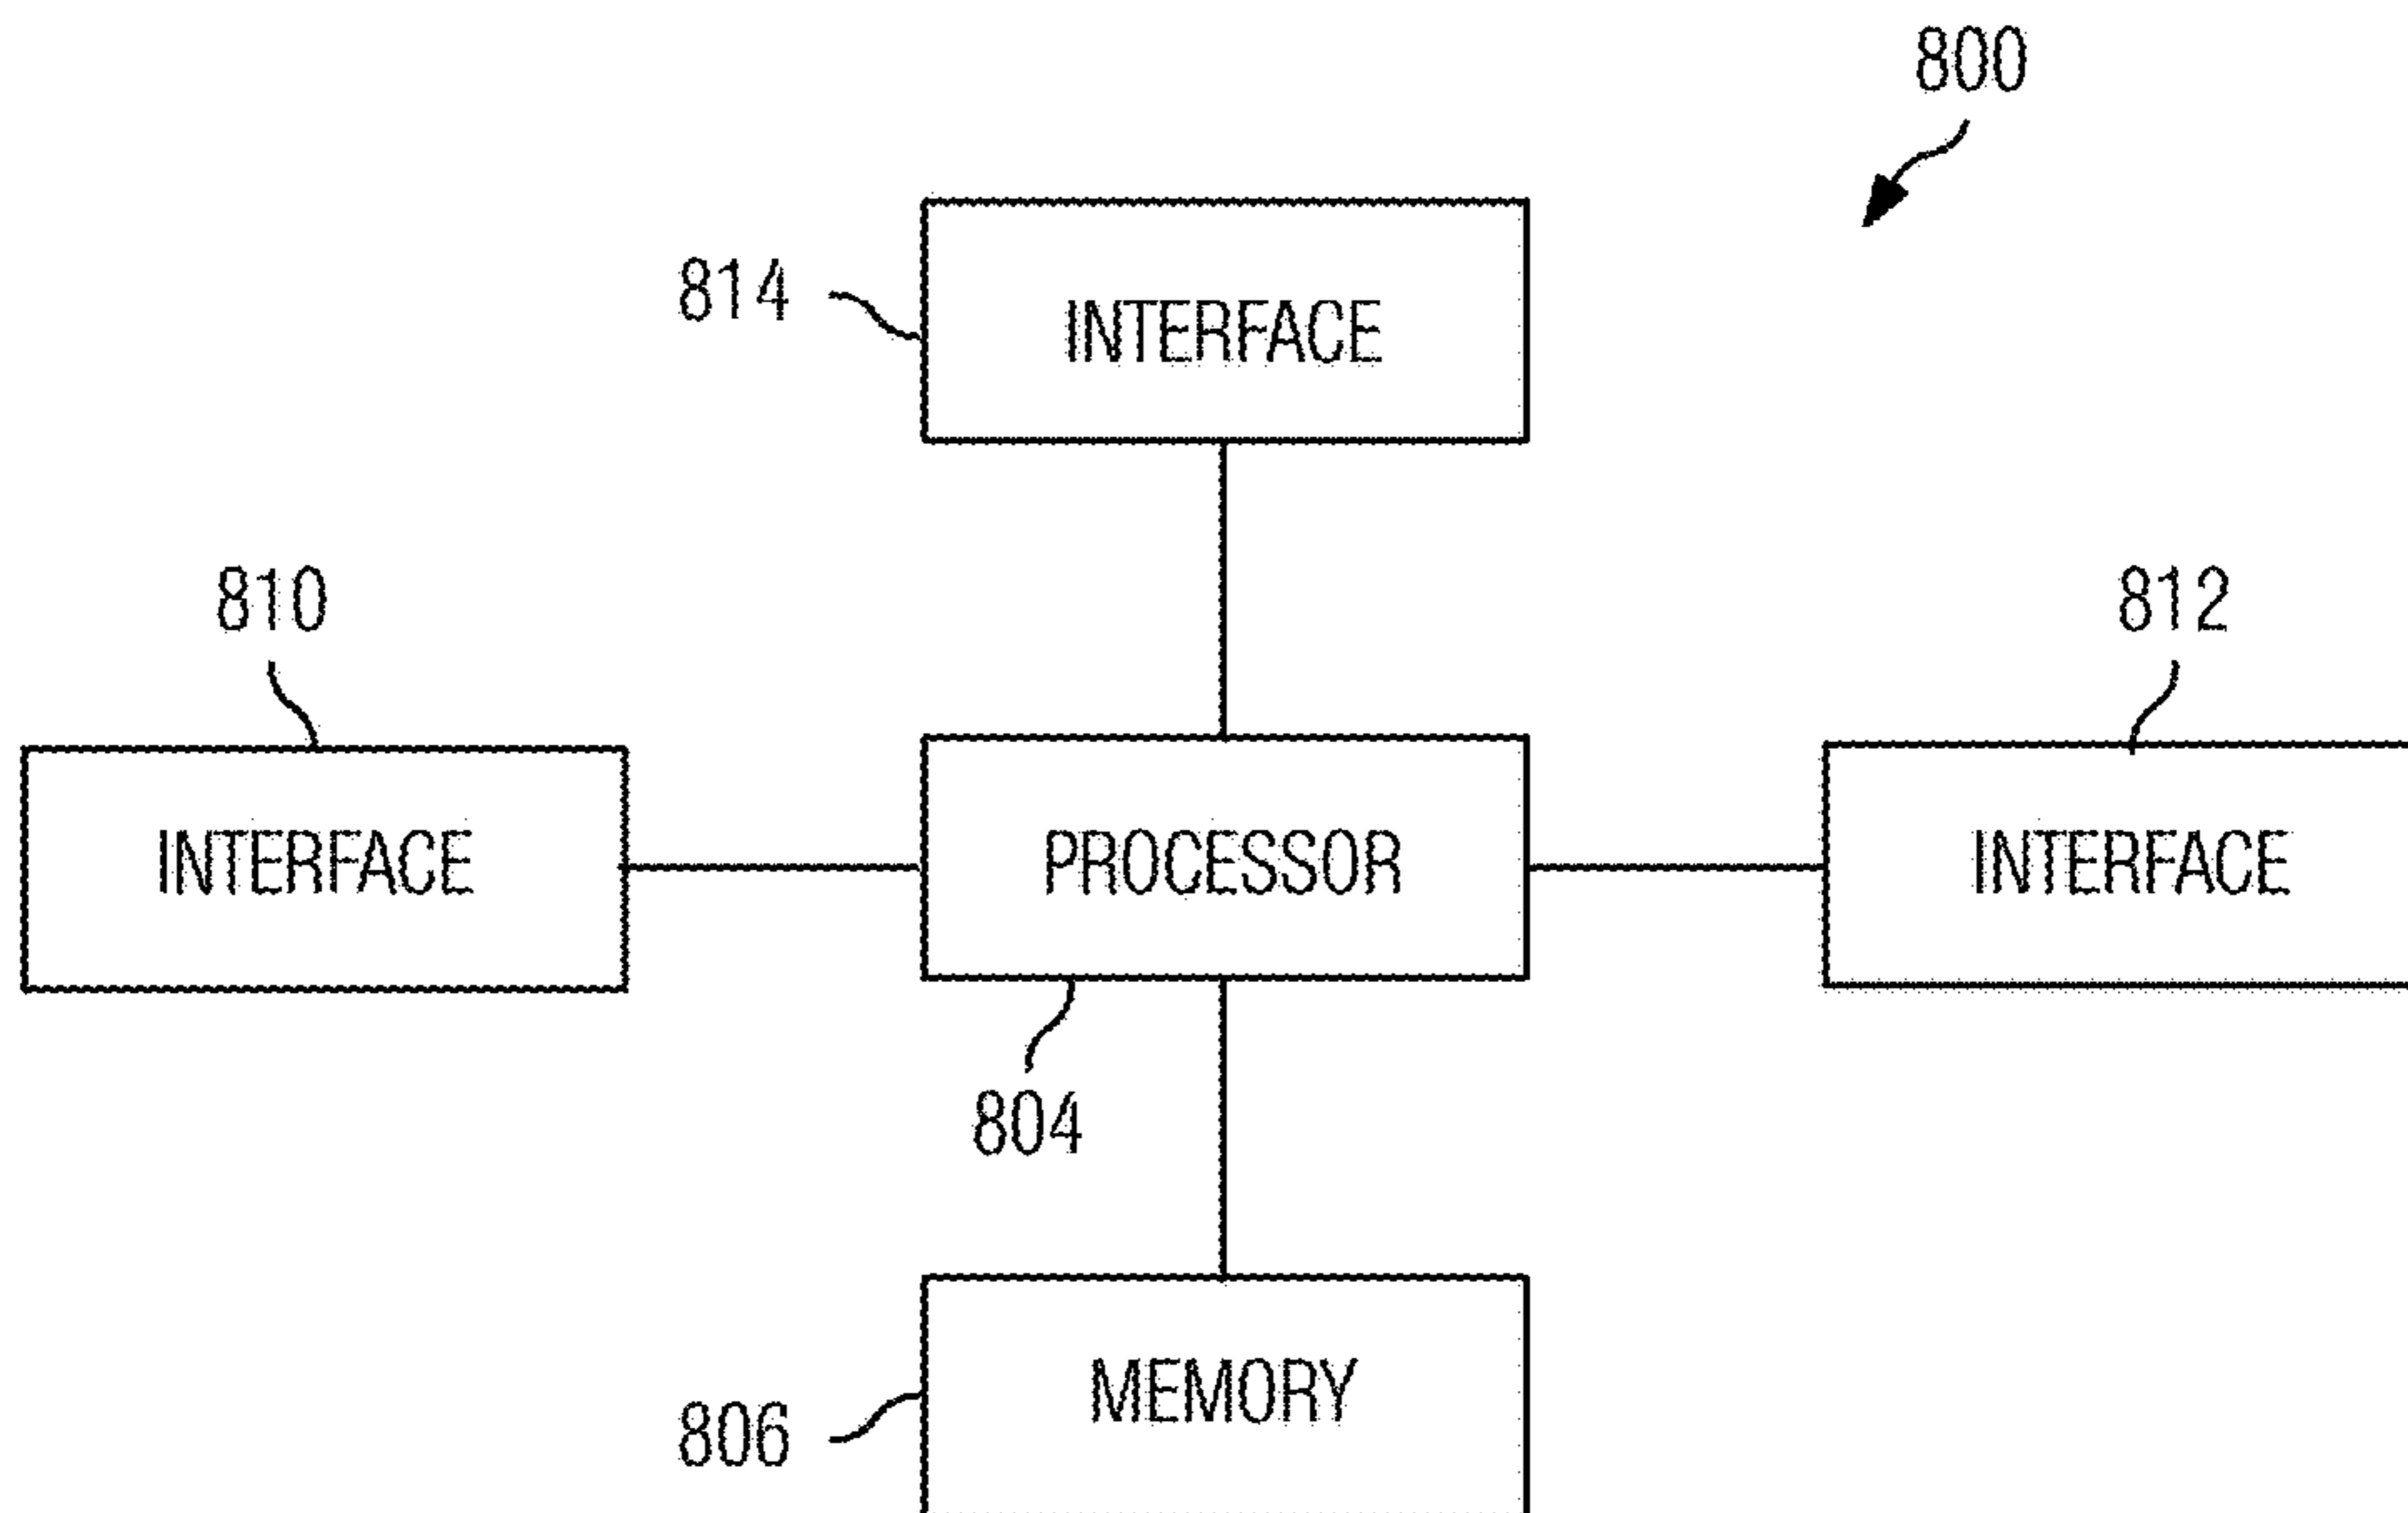 800
814
INTERFACE
810
812
INTERFACE
PROCESSOR
INTERFACE
804
MEMORY
806